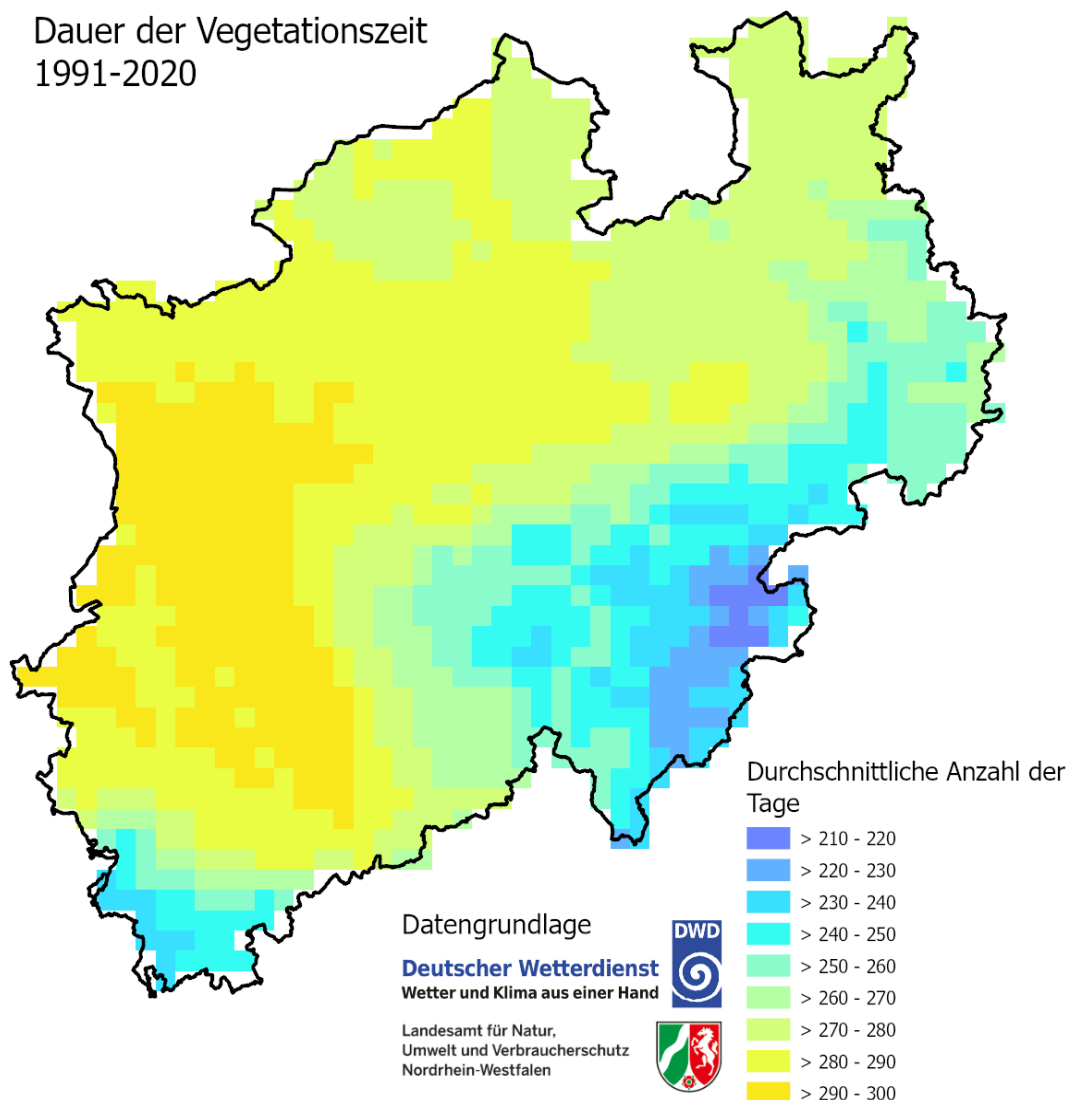 Dauer der Vegetationszeit
1991-2020
Durchschnittliche Anzahl der
Tage
> 210 - 220
> 220 - 230
> 230 - 240
> 240 - 250
> 250 - 260
> 260 - 270
> 270 - 280
> 280 - 290
> 290 - 300
Datengrundlage
Deutscher Wetterdienst
Wetter und Klima aus einer Hand
DWD
Landesamt für Natur,
Umwelt und Verbraucherschutz
Nordrhein-Westfalen